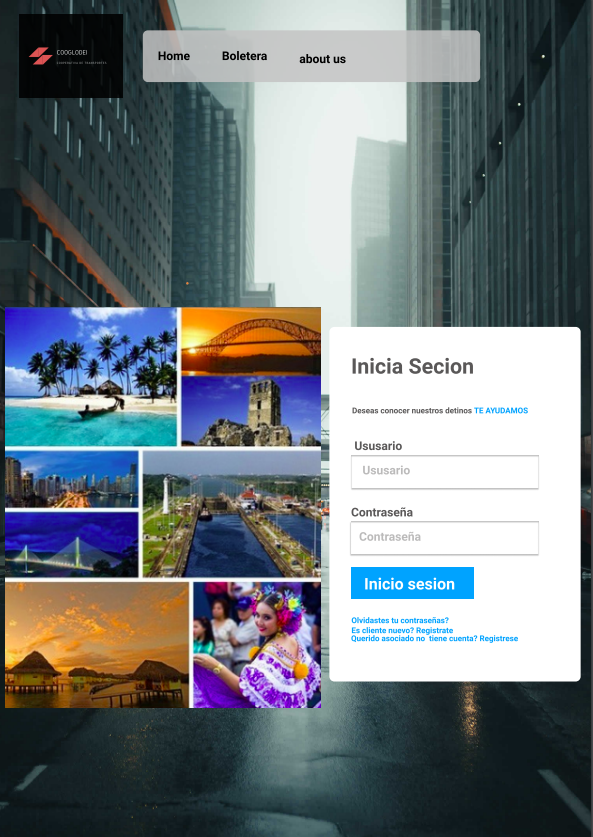 COOGLODEI
COOPERATIVA DE TRANSPORTES
Home
Boletera
about us
Inicia Secion
Deseas conocer nuestros detinos TE AYUDAMOS
Ususario
Ususario
Contraseña
Contraseña
Inicio sesion
Olvidastes tu contraseñas?
Es cliente nuevo? Registrate
Querido asociado no tiene cuenta? Registrese